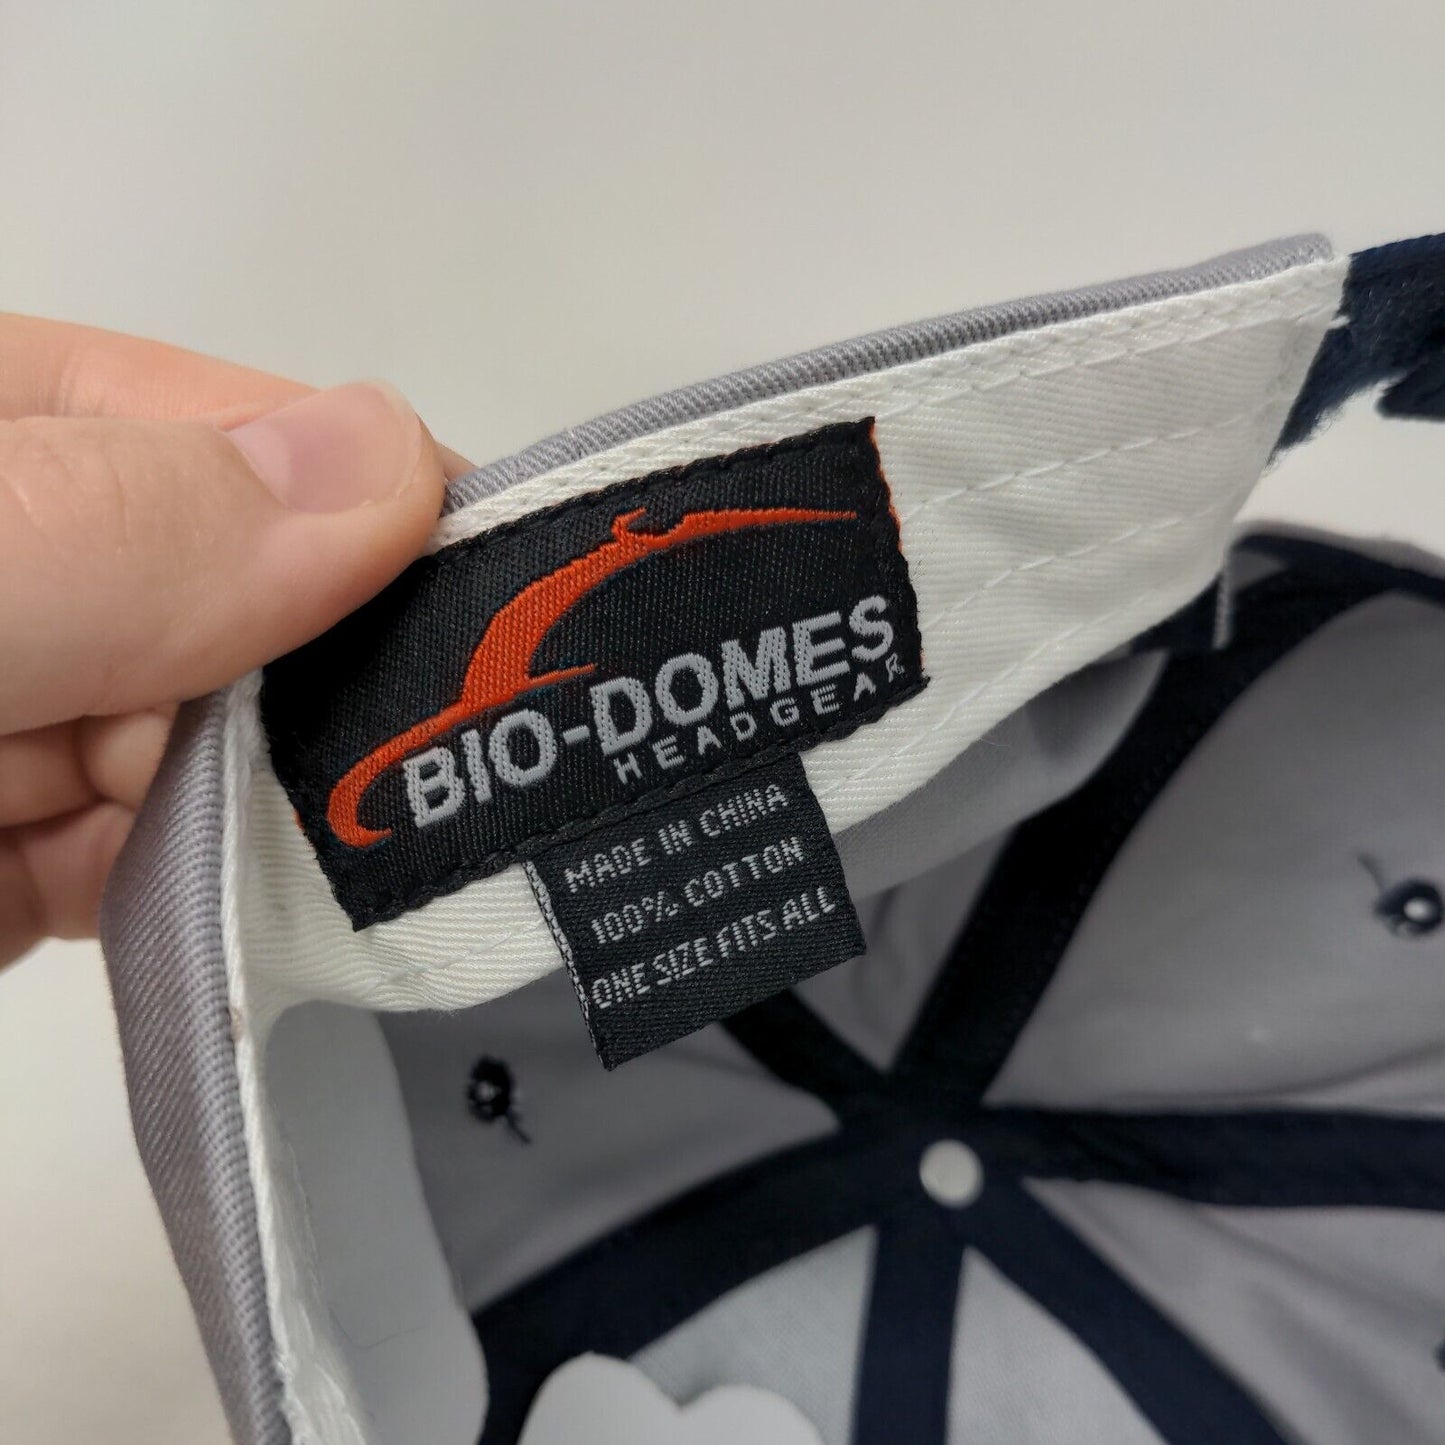 BIO-DOMES
HEADGEAR
MADE IN CHINA
100% COTTON
ONE SIZE FITS ALL